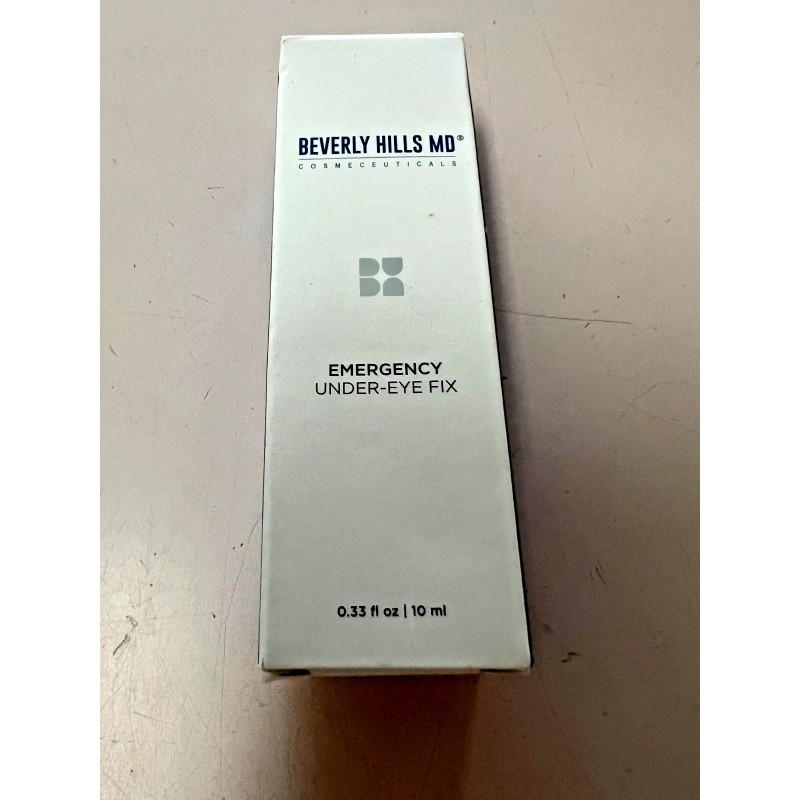 BEVERLY HILLS MD®
COSMECEUTICALS
EMERGENCY
UNDER-EYE FIX
0.33 fl oz | 10 ml